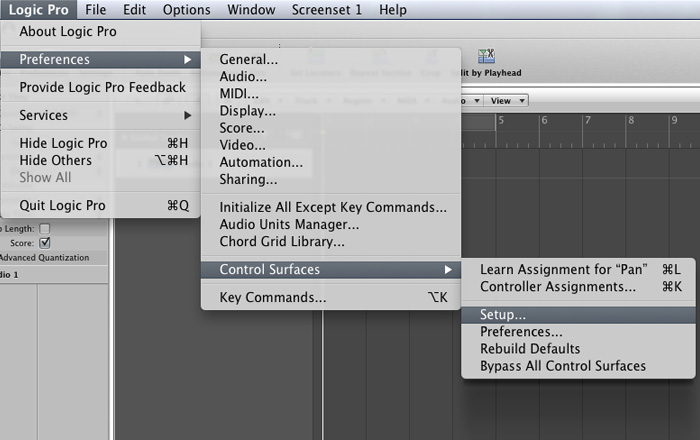 Logic Pro File Edit Options Window Screenset 1 Help
About Logic Pro
Preferences
Provide Logic Pro Feedback
Services
Hide Logic Pro ⌘H
Hide Others ⌥⌘H
Show All
Quit Logic Pro ⌘Q
General...
Audio...
MIDI...
Display...
Score...
Video...
Automation...
Sharing...
Initialize All Except Key Commands...
Audio Units Manager...
Chord Grid Library...
Control Surfaces
Key Commands... ⌥K
Learn Assignment for “Pan” ⌘L
Controller Assignments... ⌘K
Setup...
Preferences...
Rebuild Defaults
Bypass All Control Surfaces
lit by Playhead
View
5 6 7 8 9
Length:
Score:
Advanced Quantization
dio 1